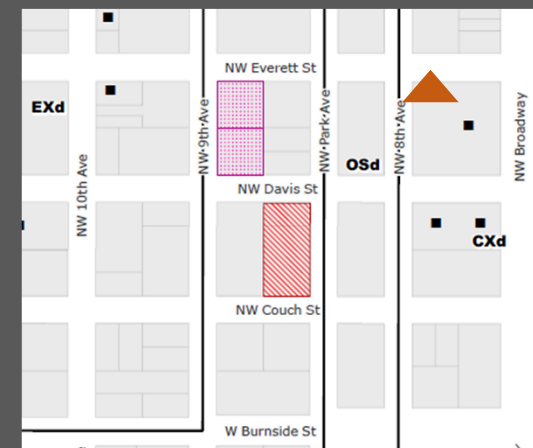 NW Everett St
EXd
NW 9th Ave
NW Park Ave
NW 8th Ave
NW Broadway
OSd
NW 10th Ave
NW Davis St
CXd
NW Couch St
W Burnside St